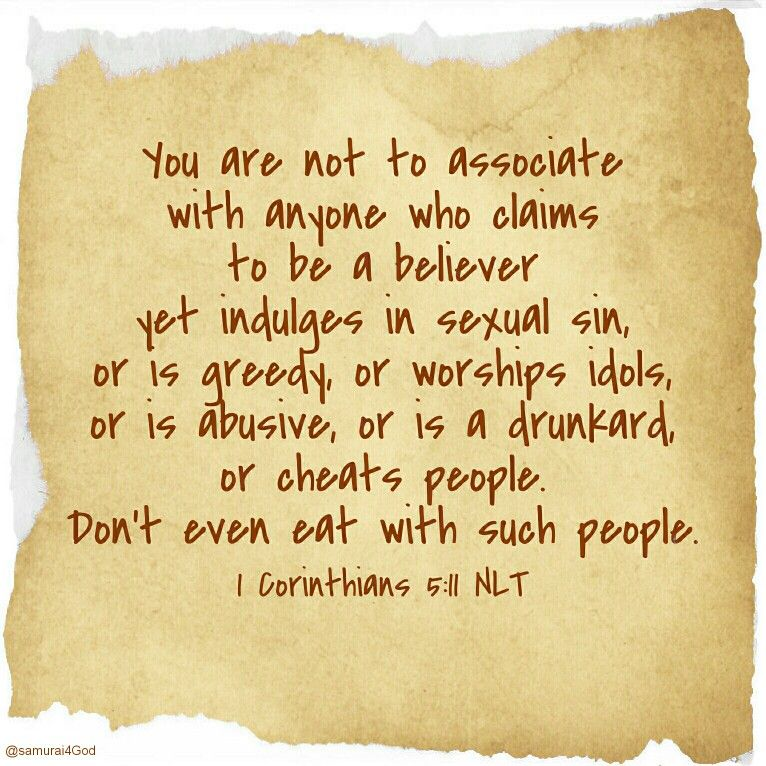 You are not to associate
with anyone who claims
to be a believer
yet indulges in sexual sin,
or is greedy, or worships idols,
or is abusive, or is a drunkard,
or cheats people.
Don't even eat with such people.
1 Corinthians 5:11 NLT
@samurai4God